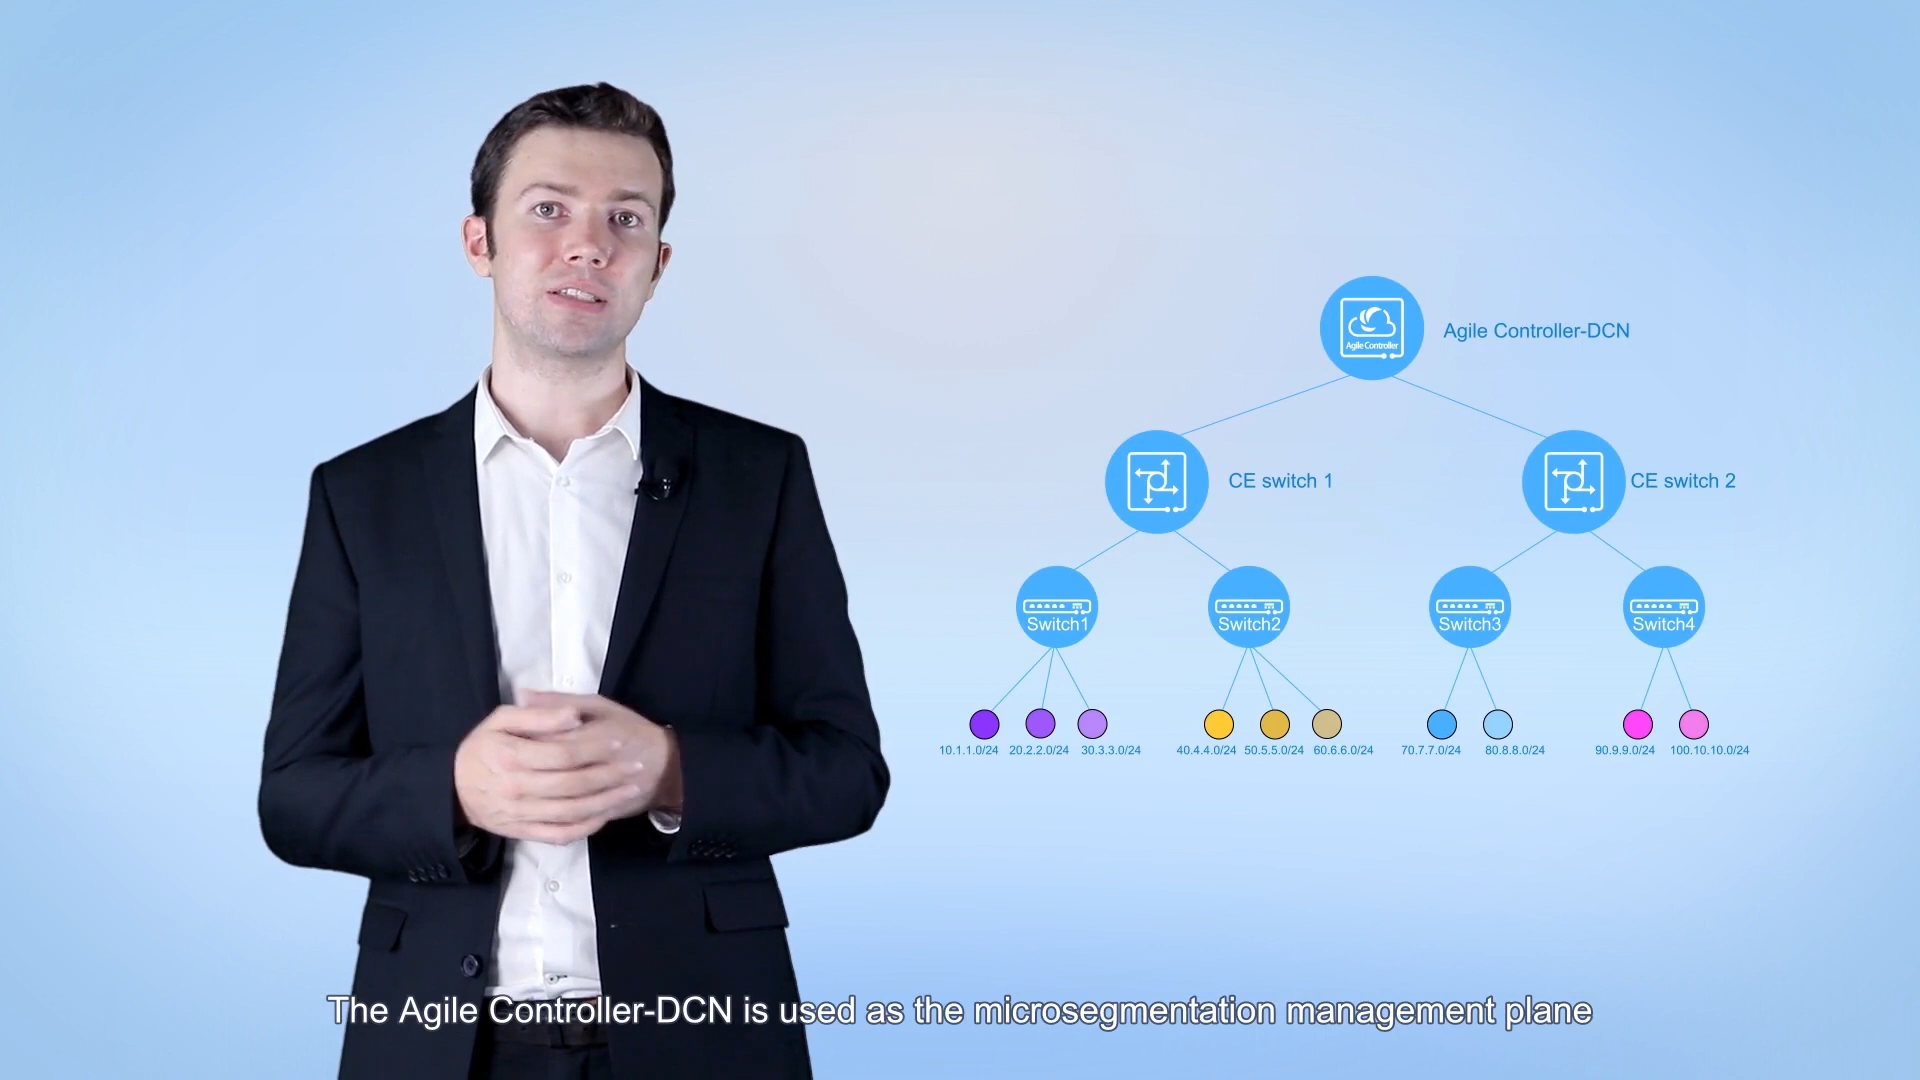 Agile Controller
Agile Controller-DCN
CE switch 1
CE switch 2
Switch1
Switch2
Switch3
Switch4
10.1.1.0/24
20.2.2.0/24
30.3.3.0/24
40.4.4.0/24
50.5.5.0/24
60.6.6.0/24
70.7.7.0/24
80.8.8.0/24
90.9.9.0/24
100.10.10.0/24
The Agile Controller-DCN is used as the microsegmentation management plane